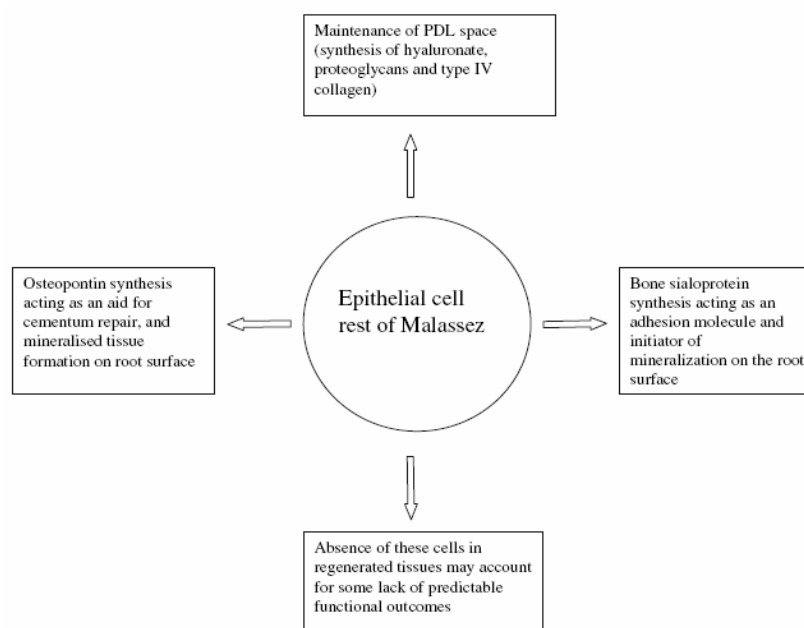 Maintenance of PDL space
(synthesis of hyaluronate,
proteoglycans and type IV
collagen)
Osteopontin synthesis
acting as an aid for
cementum repair, and
mineralised tissue
formation on root surface
Epithelial cell
rest of Malassez
Bone sialoprotein
synthesis acting as an
adhesion molecule and
initiator of
mineralization on the root
surface
Absence of these cells in
regenerated tissues may account
for some lack of predictable
functional outcomes